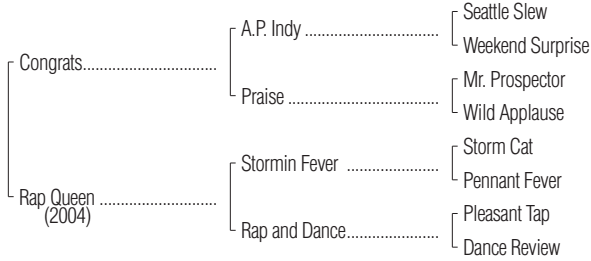 Seattle Slew
A.P. Indy ..............................
Weekend Surprise
Congrats..............................
Mr. Prospector
Praise ..................................
Wild Applause
Storm Cat
Stormin Fever .....................
Pennant Fever
Rap Queen ..........................
(2004)
Pleasant Tap
Rap and Dance.....................
Dance Review